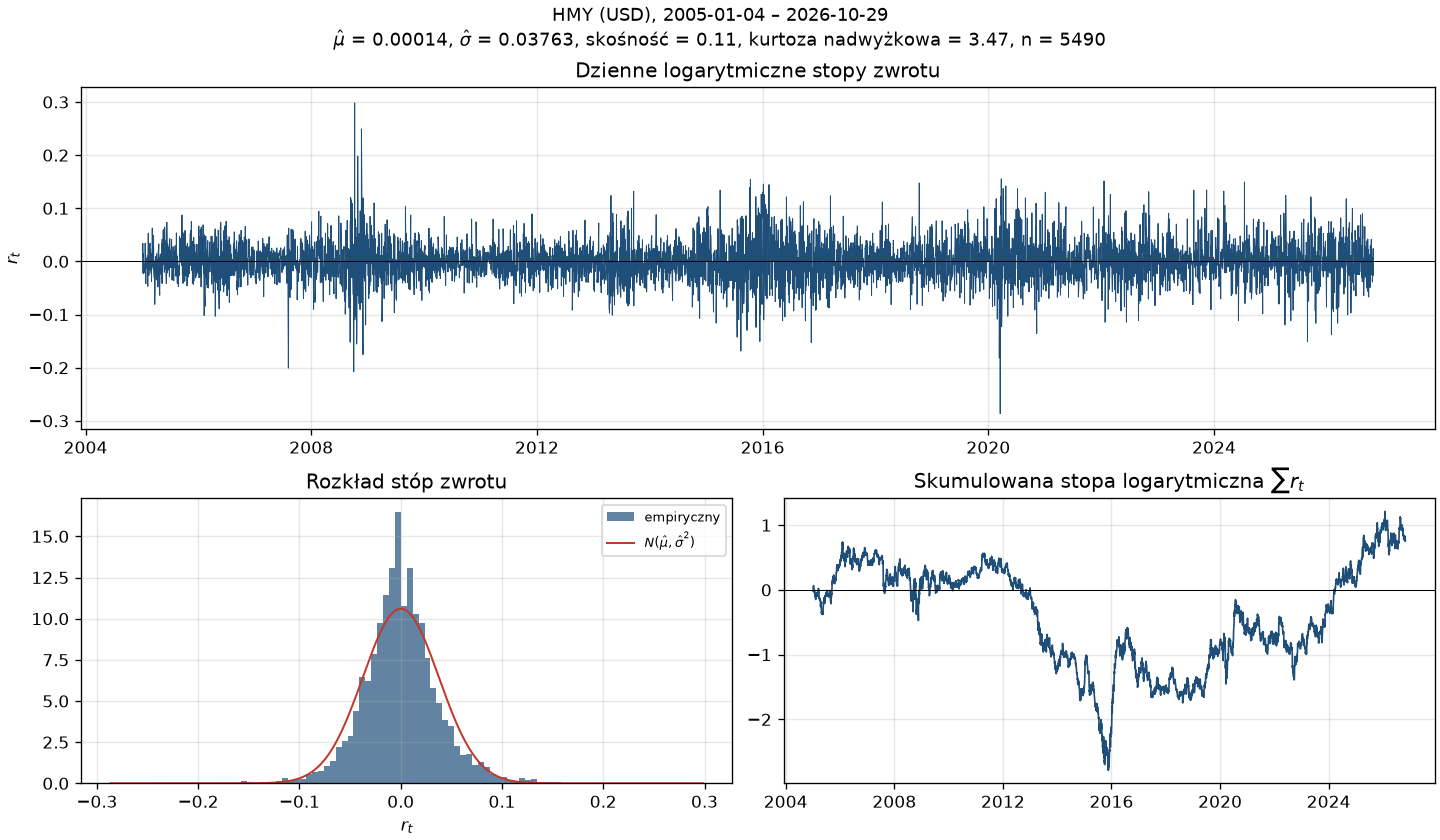 HMY (USD), 2005-01-04 – 2026-10-29
μ̂ = 0.00014, σ̂ = 0.03763, skośność = 0.11, kurtoza nadwyżkowa = 3.47, n = 5490
Dzienne logarytmiczne stopy zwrotu
0.3
0.2
0.1
0.0
−0.1
−0.2
−0.3
r_t
2004 2008 2012 2016 2020 2024
Rozkład stóp zwrotu
15.0
12.5
10.0
7.5
5.0
2.5
0.0
empiryczny
N(μ̂, σ̂²)
−0.3 −0.2 −0.1 0.0 0.1 0.2 0.3
r_t
Skumulowana stopa logarytmiczna ∑r_t
1
0
−1
−2
2004 2008 2012 2016 2020 2024